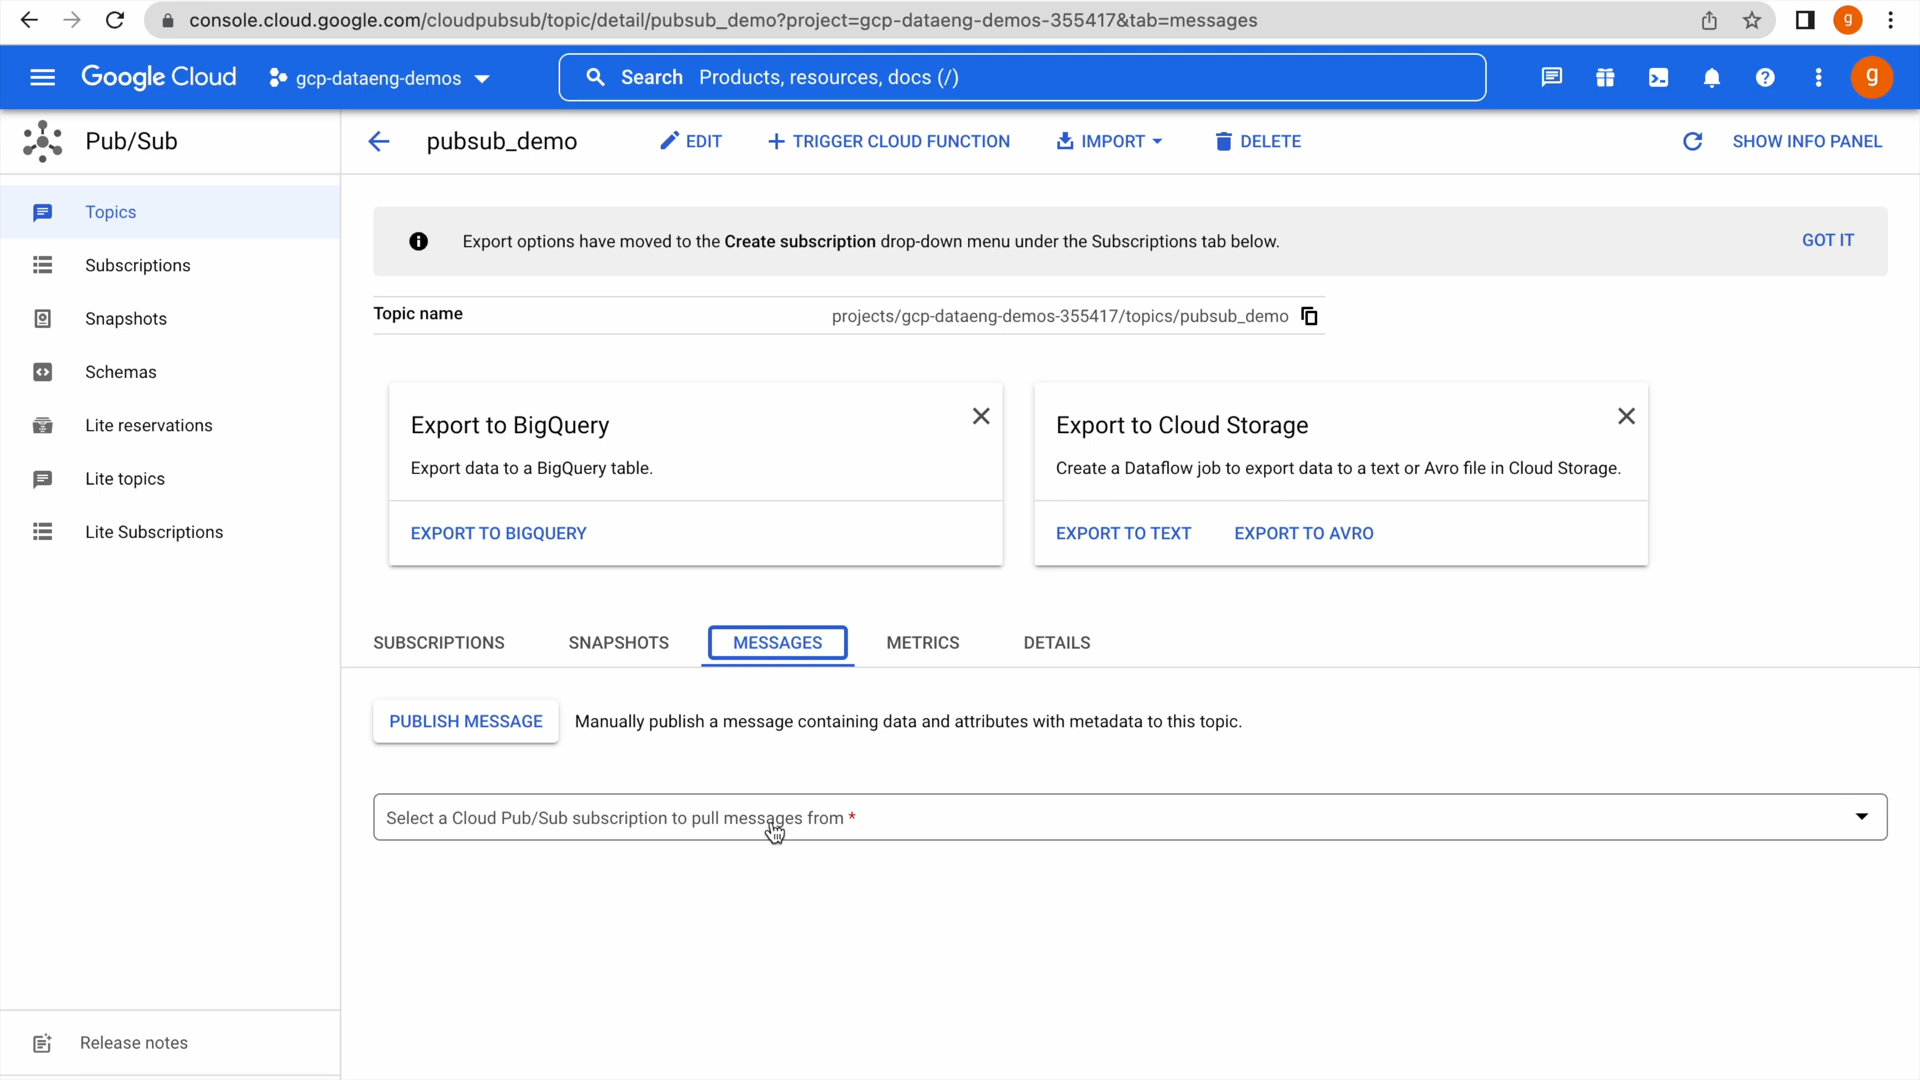 console.cloud.google.com/cloudpubsub/topic/detail/pubsub_demo?project=gcp-dataeng-demos-355417&tab=messages
g
Google Cloud
gcp-dataeng-demos
Search Products, resources, docs (/)
g
Pub/Sub
pubsub_demo
EDIT
TRIGGER CLOUD FUNCTION
IMPORT
DELETE
SHOW INFO PANEL
Topics
Subscriptions
Snapshots
Schemas
Lite reservations
Lite topics
Lite Subscriptions
Release notes
Export options have moved to the Create subscription drop-down menu under the Subscriptions tab below.
GOT IT
Topic name
projects/gcp-dataeng-demos-355417/topics/pubsub_demo
Export to BigQuery
Export data to a BigQuery table.
EXPORT TO BIGQUERY
Export to Cloud Storage
Create a Dataflow job to export data to a text or Avro file in Cloud Storage.
EXPORT TO TEXT
EXPORT TO AVRO
SUBSCRIPTIONS
SNAPSHOTS
MESSAGES
METRICS
DETAILS
PUBLISH MESSAGE
Manually publish a message containing data and attributes with metadata to this topic.
Select a Cloud Pub/Sub subscription to pull messages from *